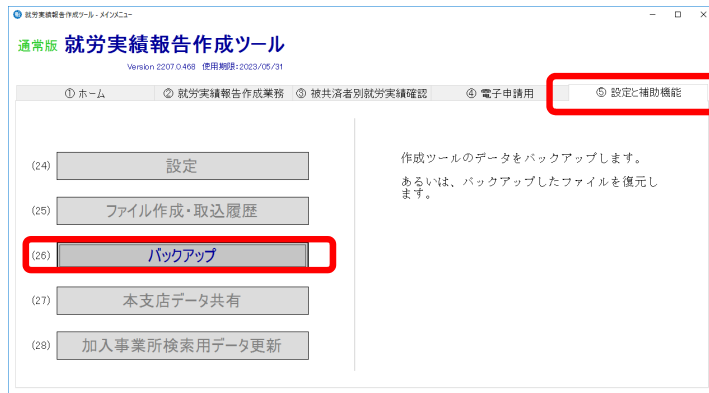 就労実績報告作成ツール - メインメニュー
通常版 就労実績報告作成ツール
Version 2207.0.468 使用期限:2023/05/31
① ホーム
② 就労実績報告作成業務
③ 被共済者別就労実績確認
④ 電子申請用
⑤ 設定と補助機能
(24) 設定
(25) ファイル作成・取込履歴
(26) バックアップ
(27) 本支店データ共有
(28) 加入事業所検索用データ更新
作成ツールのデータをバックアップします。
あるいは、バックアップしたファイルを復元し
ます。